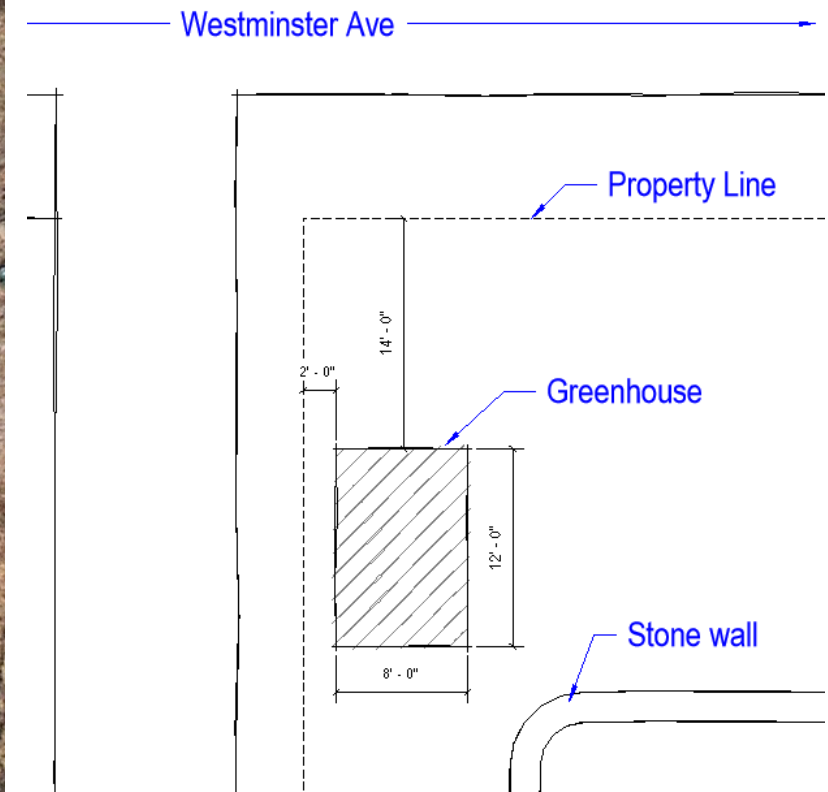 Westminster Ave
Property Line
14' - 0"
2' - 0"
Greenhouse
12' - 0"
Stone wall
8' - 0"